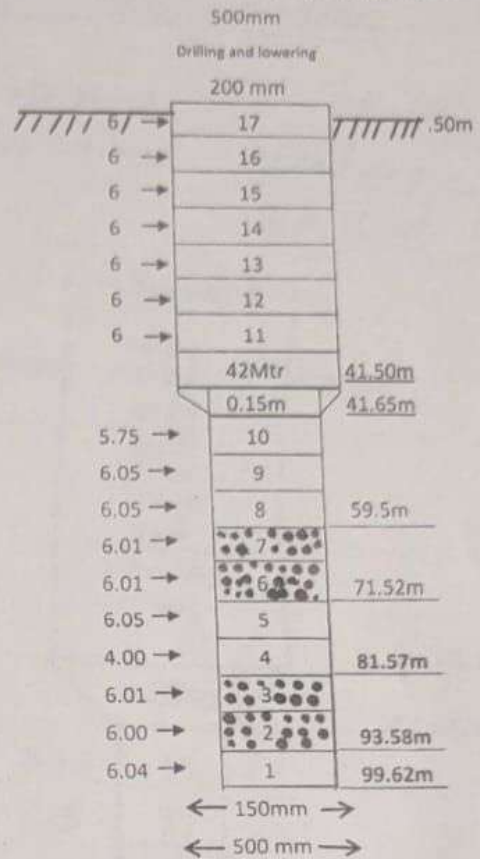 500mm
Drilling and lowering
200 mm
6 17 .50m
6 16
6 15
6 14
6 13
6 12
6 11
42Mtr 41.50m
0.15m 41.65m
5.75 10
6.05 9
6.05 8 59.5m
6.01 7
6.01 6 71.52m
6.05 5
4.00 4 81.57m
6.01 3
6.00 2 93.58m
6.04 1 99.62m
150mm
500 mm